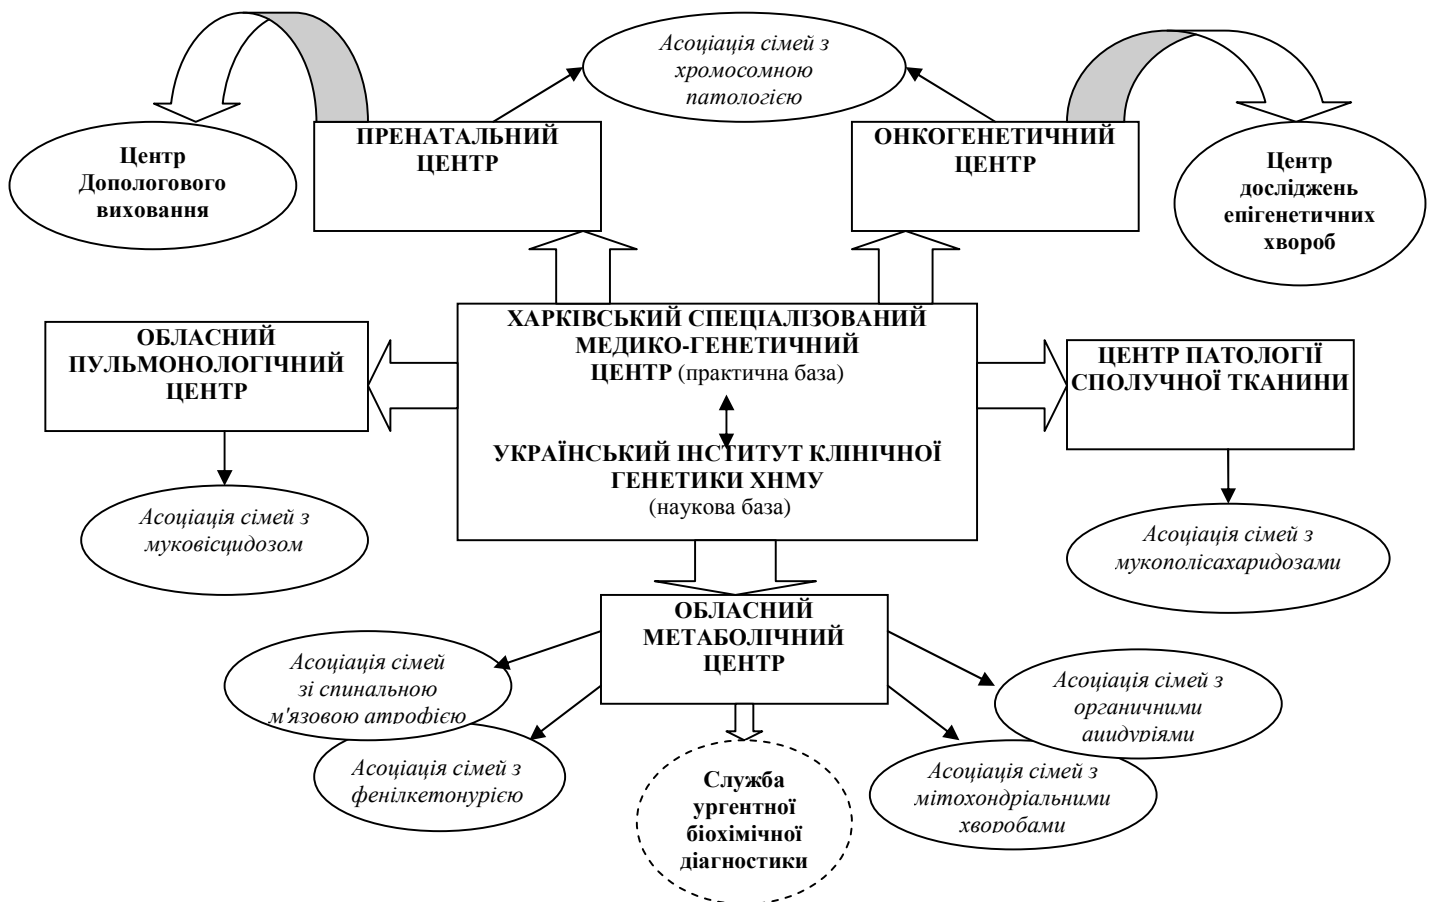 Асоціація сімей з
хромосомною
патологією
ПРЕНАТАЛЬНИЙ
ЦЕНТР
ОНКОГЕНЕТИЧНИЙ
ЦЕНТР
Центр
Допологового
виховання
Центр
досліджень
епігенетичних
хвороб
ХАРКІВСЬКИЙ СПЕЦІАЛІЗОВАНИЙ
МЕДИКО-ГЕНЕТИЧНИЙ
ЦЕНТР (практична база)
УКРАЇНСЬКИЙ ІНСТИТУТ КЛІНІЧНОЇ
ГЕНЕТИКИ ХНМУ
(наукова база)
ОБЛАСНИЙ
ПУЛЬМОНОЛОГІЧНИЙ
ЦЕНТР
ЦЕНТР ПАТОЛОГІЇ
СПОЛУЧНОЇ ТКАНИНИ
Асоціація сімей з
муковісцидозом
Асоціація сімей з
мукополісахаридозами
ОБЛАСНИЙ
МЕТАБОЛІЧНИЙ
ЦЕНТР
Асоціація сімей
зі спинальною
м'язовою атрофією
Асоціація сімей з
органичними
ацидуріями
Асоціація сімей з
фенілкетонурією
Служба
ургентної
біохімічної
діагностики
Асоціація сімей з
мітохондріальними
хворобами